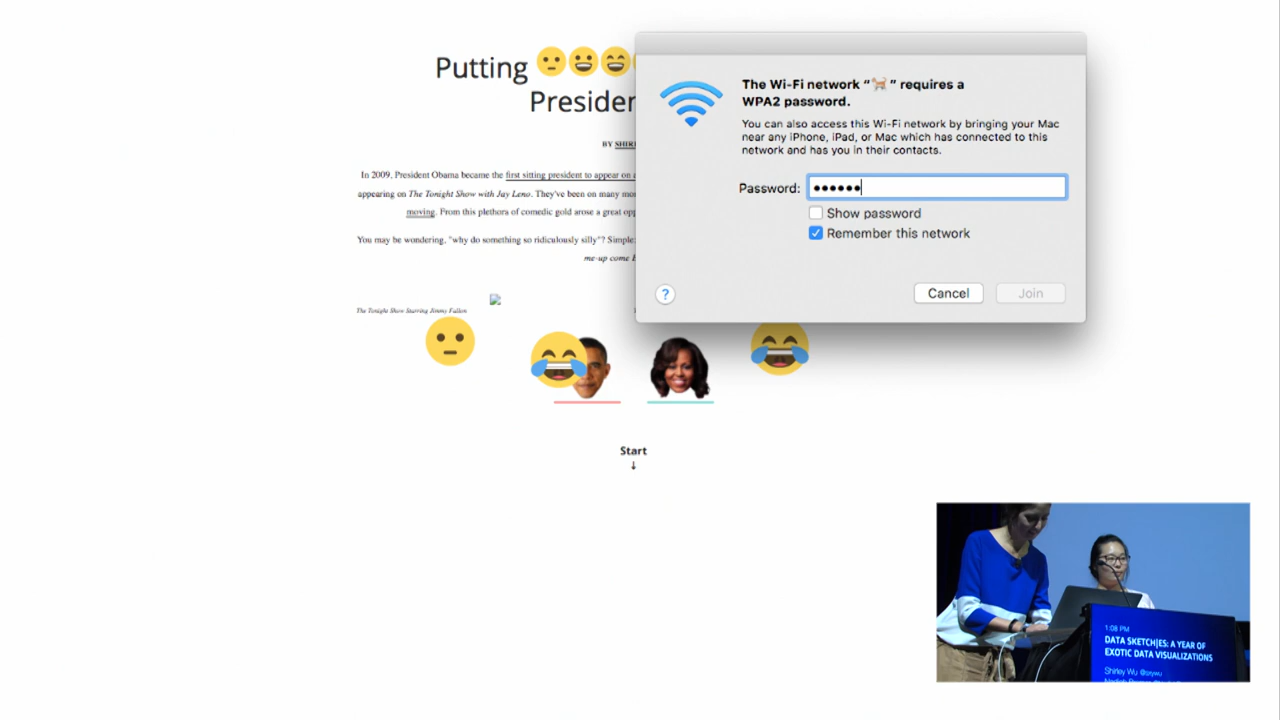 Putting 😐😀😄
Presiden
BY SHIR
In 2009, President Obama became the first sitting president to appear on a
appearing on The Tonight Show with Jay Leno. They've been on many mor
moving. From this plethora of comedic gold arose a great opp
You may be wondering, "why do something so ridiculously silly"? Simple:
me-up come
The Tonight Show Starring Jimmy Fallon
Start
↓
The Wi-Fi network “🐕” requires a
WPA2 password.
You can also access this Wi-Fi network by bringing your Mac
near any iPhone, iPad, or Mac which has connected to this
network and has you in their contacts.
Password: ••••••
Show password
Remember this network
?
Cancel
Join
1:08 PM
DATA SKETCH|ES: A YEAR OF
EXOTIC DATA VISUALIZATIONS
Shirley Wu @sxywu